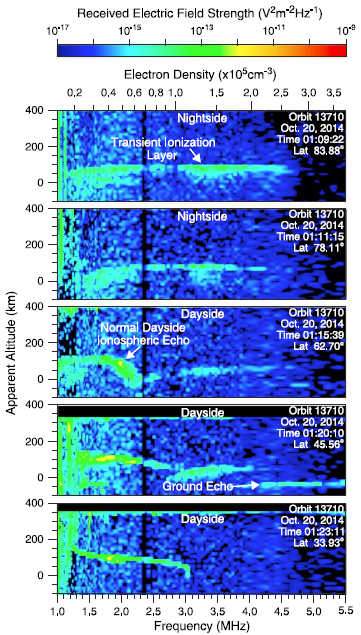 Received Electric Field Strength (V²m⁻²Hz⁻¹)
10⁻¹⁷ 10⁻¹⁵ 10⁻¹³ 10⁻¹¹ 10⁻⁹
Electron Density (x10⁵cm⁻³)
0.2 0.4 0.6 0.8 1.0 1.5 2.0 2.5 3.0 3.5
400
200
0
Nightside
Transient Ionization
Layer
Orbit 13710
Oct. 20, 2014
Time 01:09:22
Lat 83.88°
400
200
0
Nightside
Orbit 13710
Oct. 20, 2014
Time 01:11:15
Lat 78.11°
Apparent Altitude (km)
400
200
0
Dayside
Normal Dayside
Ionospheric Echo
Orbit 13710
Oct. 20, 2014
Time 01:15:39
Lat 62.70°
400
200
0
Dayside
Orbit 13710
Oct. 20, 2014
Time 01:20:10
Lat 45.56°
Ground Echo
400
200
0
Dayside
Orbit 13710
Oct. 20, 2014
Time 01:23:11
Lat 33.93°
1.0 1.5 2.0 2.5 3.0 3.5 4.0 4.5 5.0 5.5
Frequency (MHz)